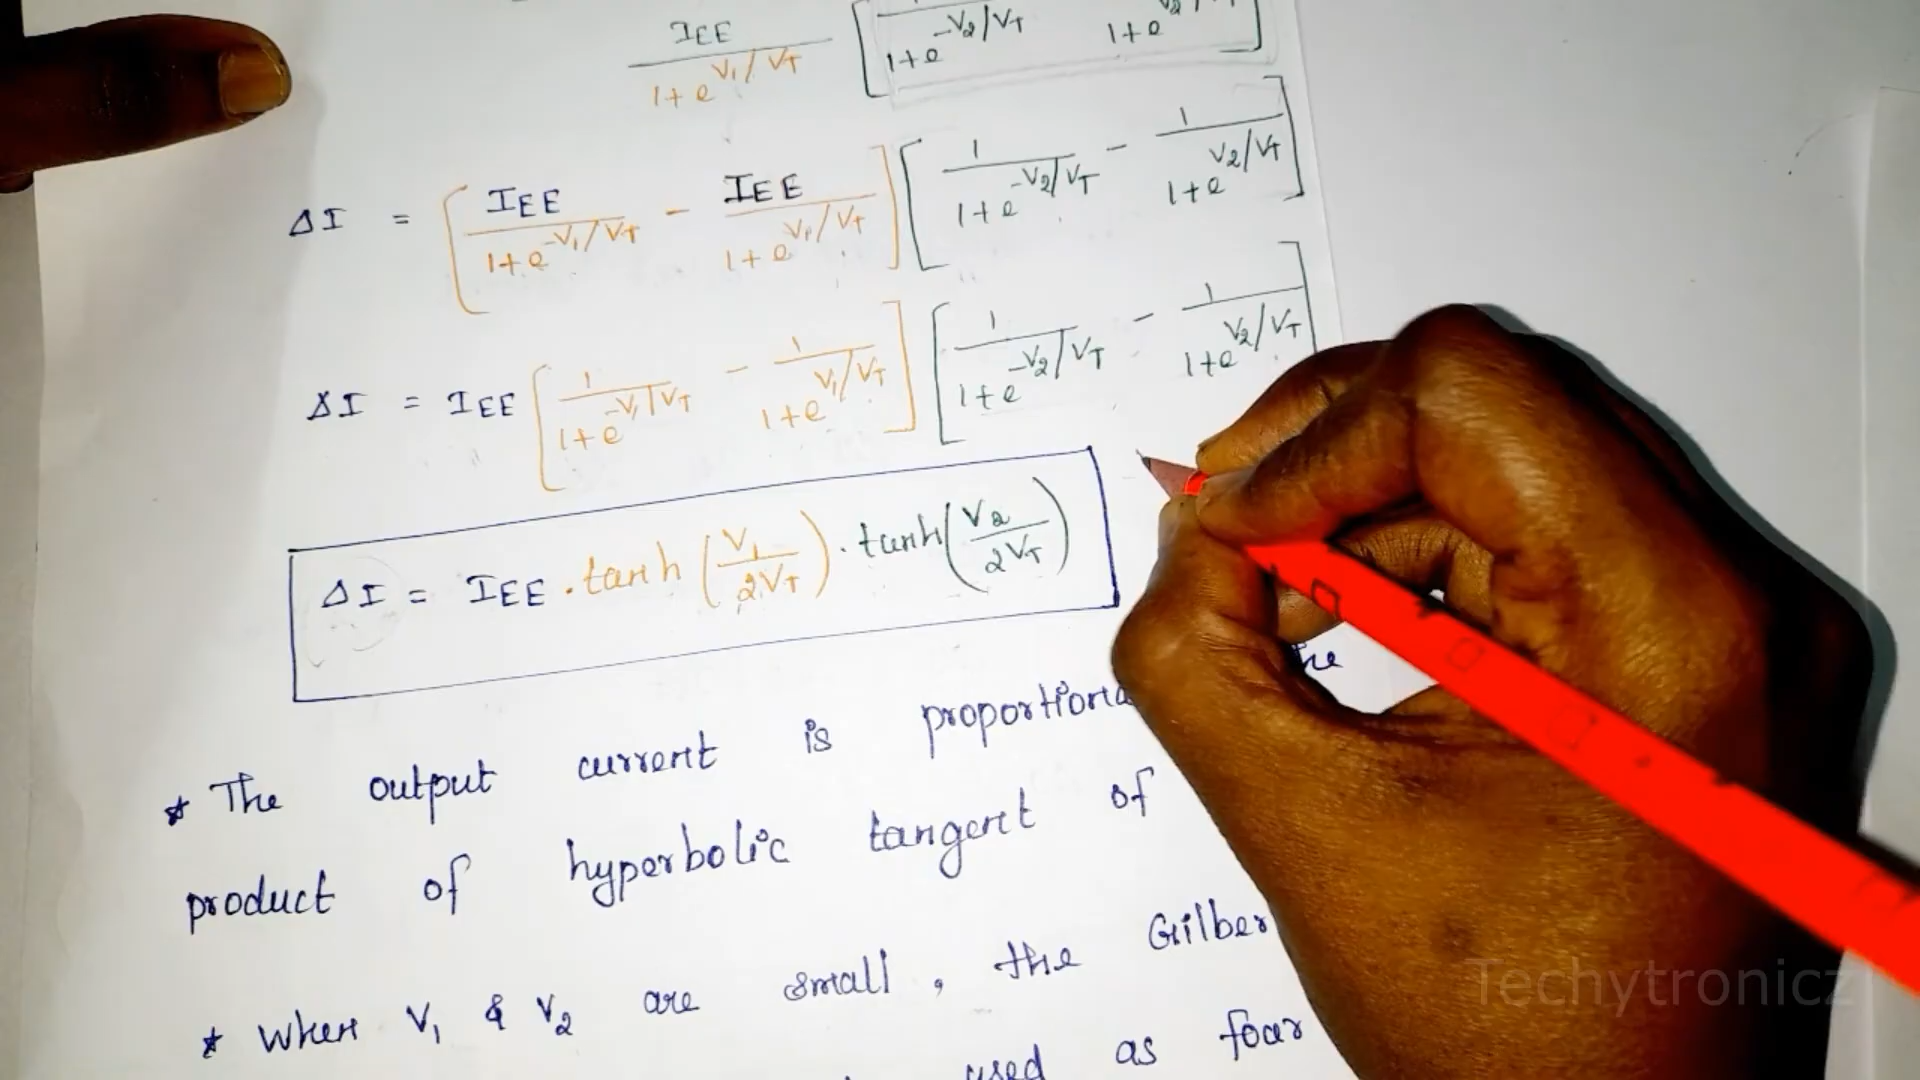 IEE / 1+e^V1/VT [ 1+e^-V2/VT 1+e
ΔI = [ IEE / 1+e^-V1/VT - IEE / 1+e^V1/VT ] [ 1 / 1+e^-V2/VT - 1 / 1+e^V2/VT ]
ΔI = IEE [ 1 / 1+e^-V1/VT - 1 / 1+e^V1/VT ] [ 1 / 1+e^-V2/VT - 1 / 1+e^V2/VT ]
ΔI = IEE . tanh ( V1 / 2VT ) . tanh ( V2 / 2VT )
* The output current is proportiona
product of hyperbolic tangent of
* When V1 & V2 are small, the Gilber
used as four
Techytronicz